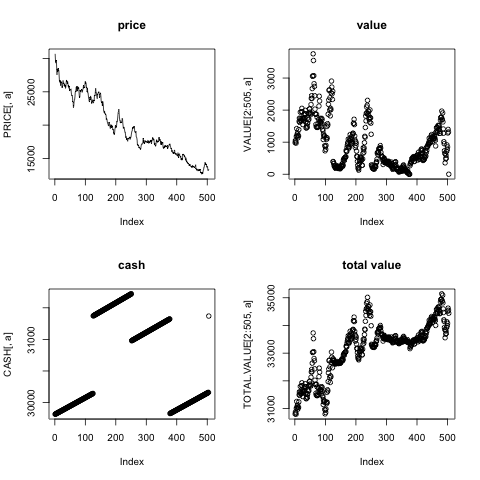 price
PRICE[, a]
15000 25000
0 100 200 300 400 500
Index
value
VALUE[2:505, a]
0 1000 2000 3000
0 100 200 300 400 500
Index
cash
CASH[, a]
30000 31000
0 100 200 300 400 500
Index
total value
TOTAL.VALUE[2:505, a]
31000 33000 35000
0 100 200 300 400 500
Index